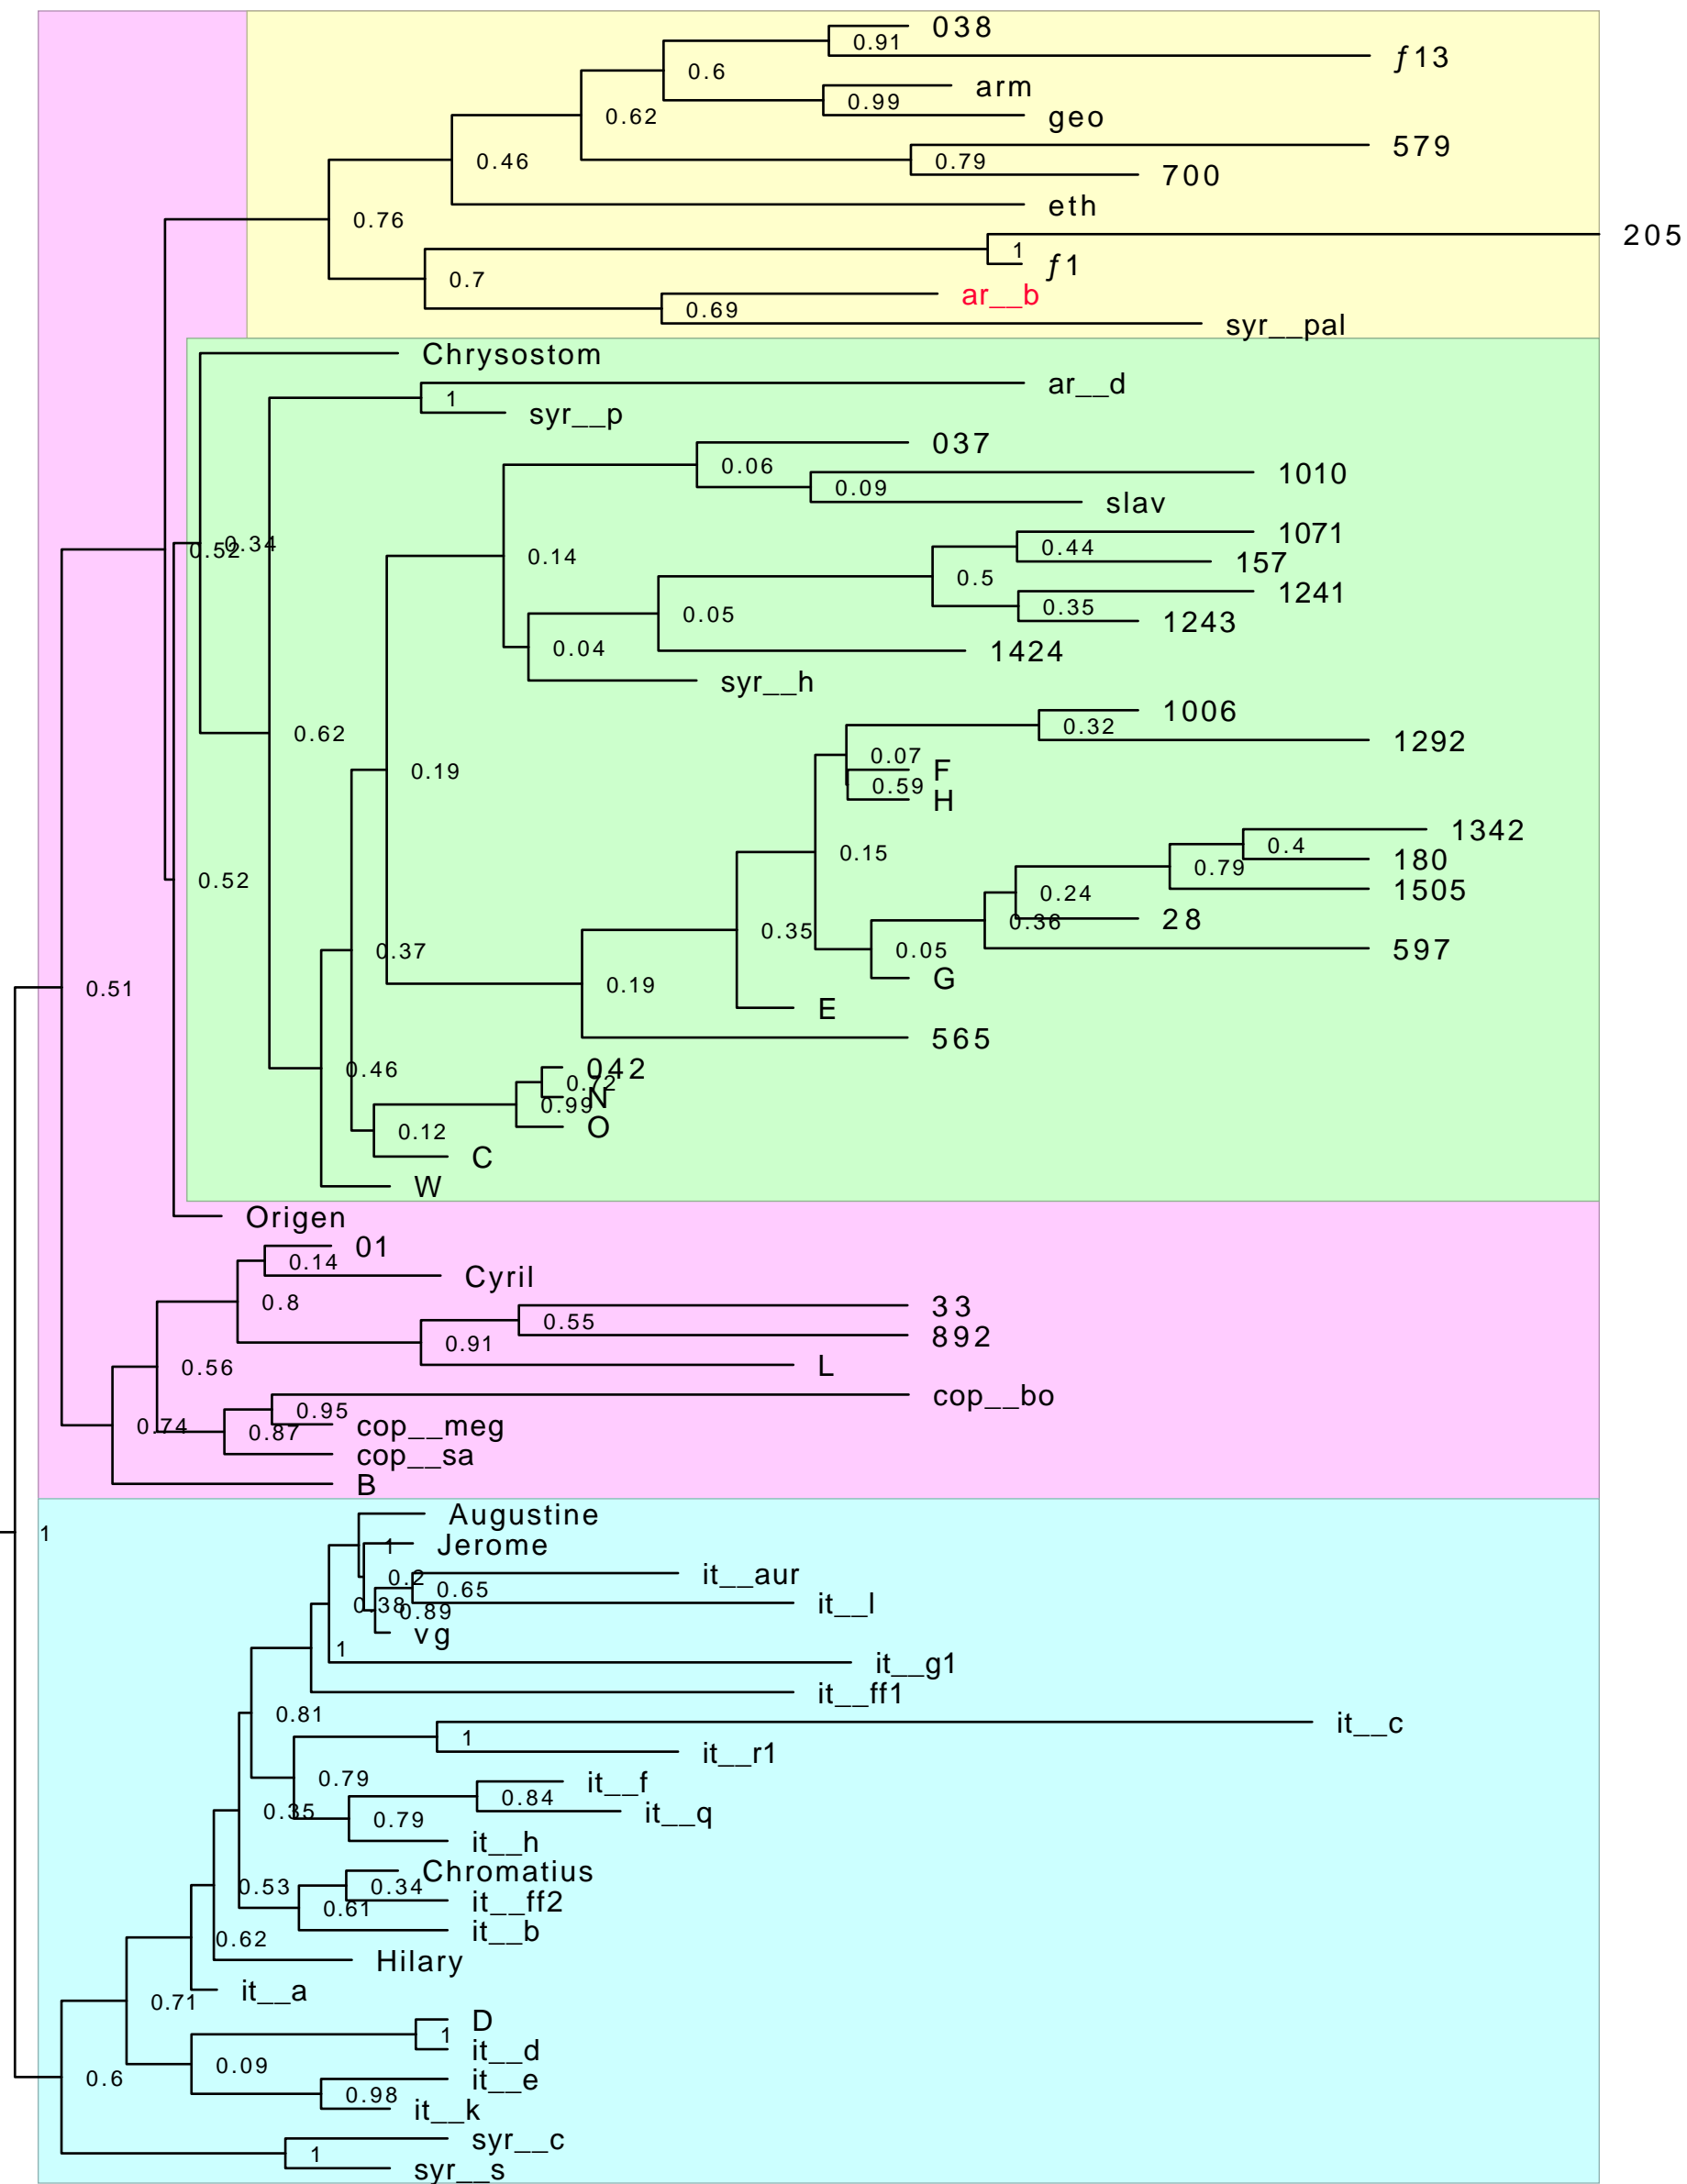 038
0.91
ƒ13
0.6
arm
0.99
geo
0.62
579
0.46
0.79
700
eth
0.76
205
1
ƒ1
0.7
ar__b
0.69
syr__pal
Chrysostom
ar__d
1
syr__p
037
0.06
1010
0.09
slav
1071
0.52
0.34
0.44
0.14
157
0.5
1241
0.35
0.05
1243
0.04
1424
syr__h
1006
0.32
0.62
1292
0.07
0.19
F
0.59
H
1342
0.4
0.15
180
0.79
0.52
1505
0.24
0.36
28
0.35
0.37
0.05
597
G
0.51
0.19
E
565
0.46
042
0.72
N
0.99
O
0.12
C
W
Origen
01
0.14
Cyril
0.8
33
0.55
892
0.91
L
0.56
cop__bo
0.95
0.74
cop__meg
0.87
cop__sa
B
Augustine
1
1
Jerome
0.2
it__aur
0.65
0.38
0.89
it__l
vg
1
it__g1
it__ff1
0.81
it__c
1
it__r1
0.79
it__f
0.84
0.35
it__q
0.79
it__h
Chromatius
0.53
0.34
it__ff2
0.61
it__b
0.62
Hilary
it__a
0.71
D
1
it__d
0.09
0.6
it__e
0.98
it__k
syr__c
1
syr__s